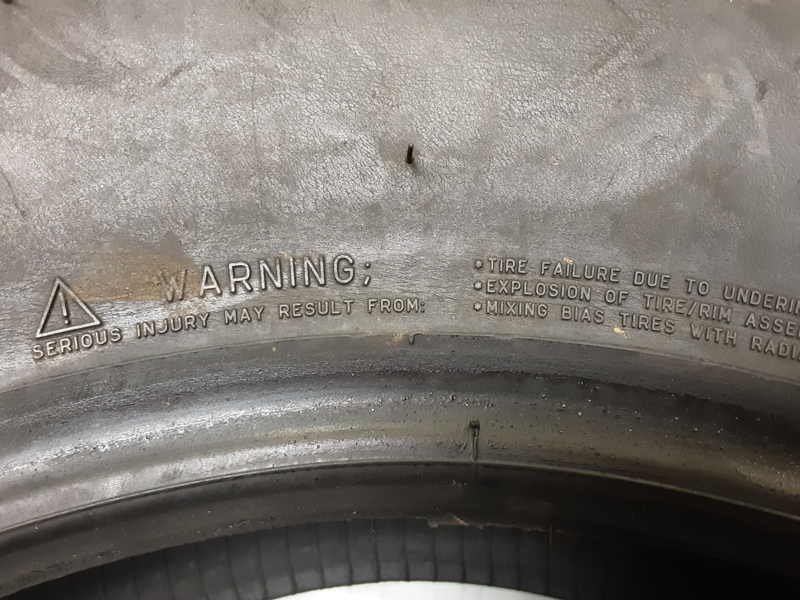 WARNING;
SERIOUS INJURY MAY RESULT FROM:
*TIRE FAILURE DUE TO
*EXPLOSION OF TIRE/RIM
*MIXING BIAS TIRES WITH